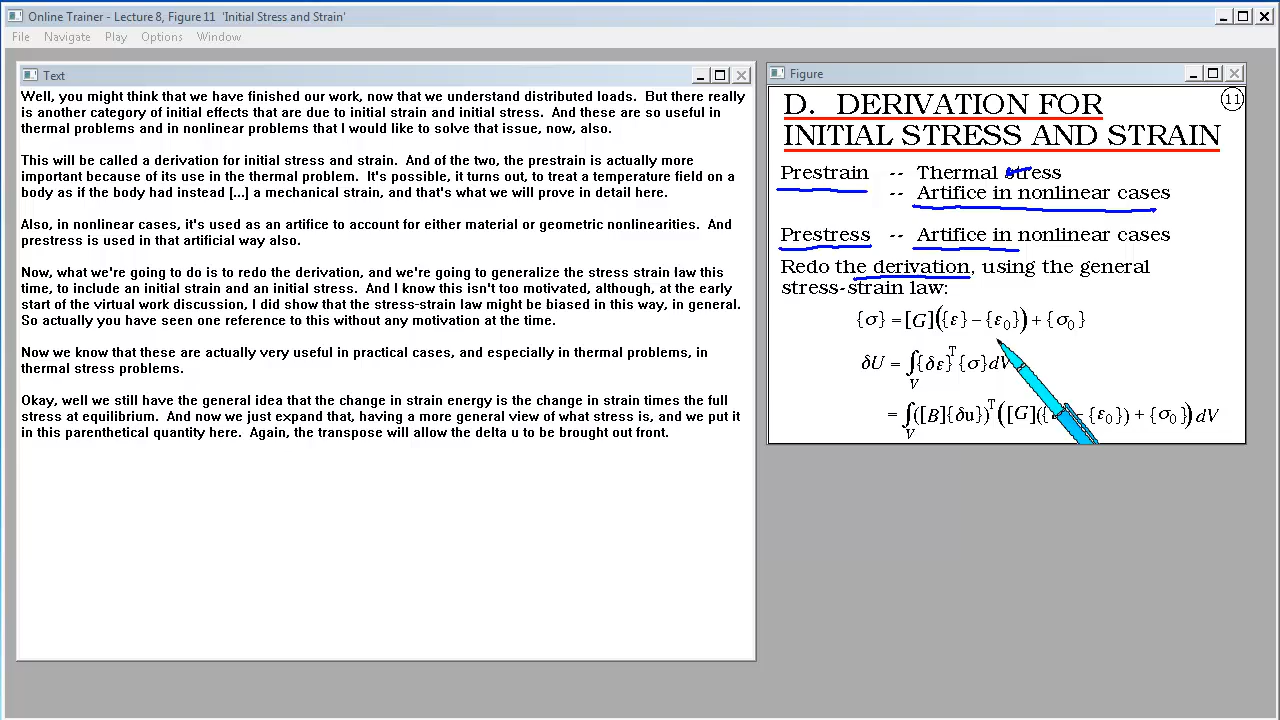 Online Trainer - Lecture 8, Figure 11 'Initial Stress and Strain'
File Navigate Play Options Window
Text
Well, you might think that we have finished our work, now that we understand distributed loads. But there really
is another category of initial effects that are due to initial strain and initial stress. And these are so useful in
thermal problems and in nonlinear problems that I would like to solve that issue, now, also.
This will be called a derivation for initial stress and strain. And of the two, the prestrain is actually more
important because of its use in the thermal problem. It's possible, it turns out, to treat a temperature field on a
body as if the body had instead [...] a mechanical strain, and that's what we will prove in detail here.
Also, in nonlinear cases, it's used as an artifice to account for either material or geometric nonlinearities. And
prestress is used in that artificial way also.
Now, what we're going to do is to redo the derivation, and we're going to generalize the stress strain law this
time, to include an initial strain and an initial stress. And I know this isn't too motivated, although, at the early
start of the virtual work discussion, I did show that the stress-strain law might be biased in this way, in general.
So actually you have seen one reference to this without any motivation at the time.
Now we know that these are actually very useful in practical cases, and especially in thermal problems, in
thermal stress problems.
Okay, well we still have the general idea that the change in strain energy is the change in strain times the full
stress at equilibrium. And now we just expand that, having a more general view of what stress is, and we put it
in this parenthetical quantity here. Again, the transpose will allow the delta u to be brought out front.
Figure
11
D. DERIVATION FOR
INITIAL STRESS AND STRAIN
Prestrain -- Thermal stress
-- Artifice in nonlinear cases
Prestress -- Artifice in nonlinear cases
Redo the derivation, using the general
stress-strain law:
{σ} = [G]({ε} − {ε₀}) + {σ₀}
δU = ∫_V {δε}ᵀ {σ} dV
= ∫_V ([B]{δu})ᵀ ([G]({ − {ε₀}) + {σ₀}) dV